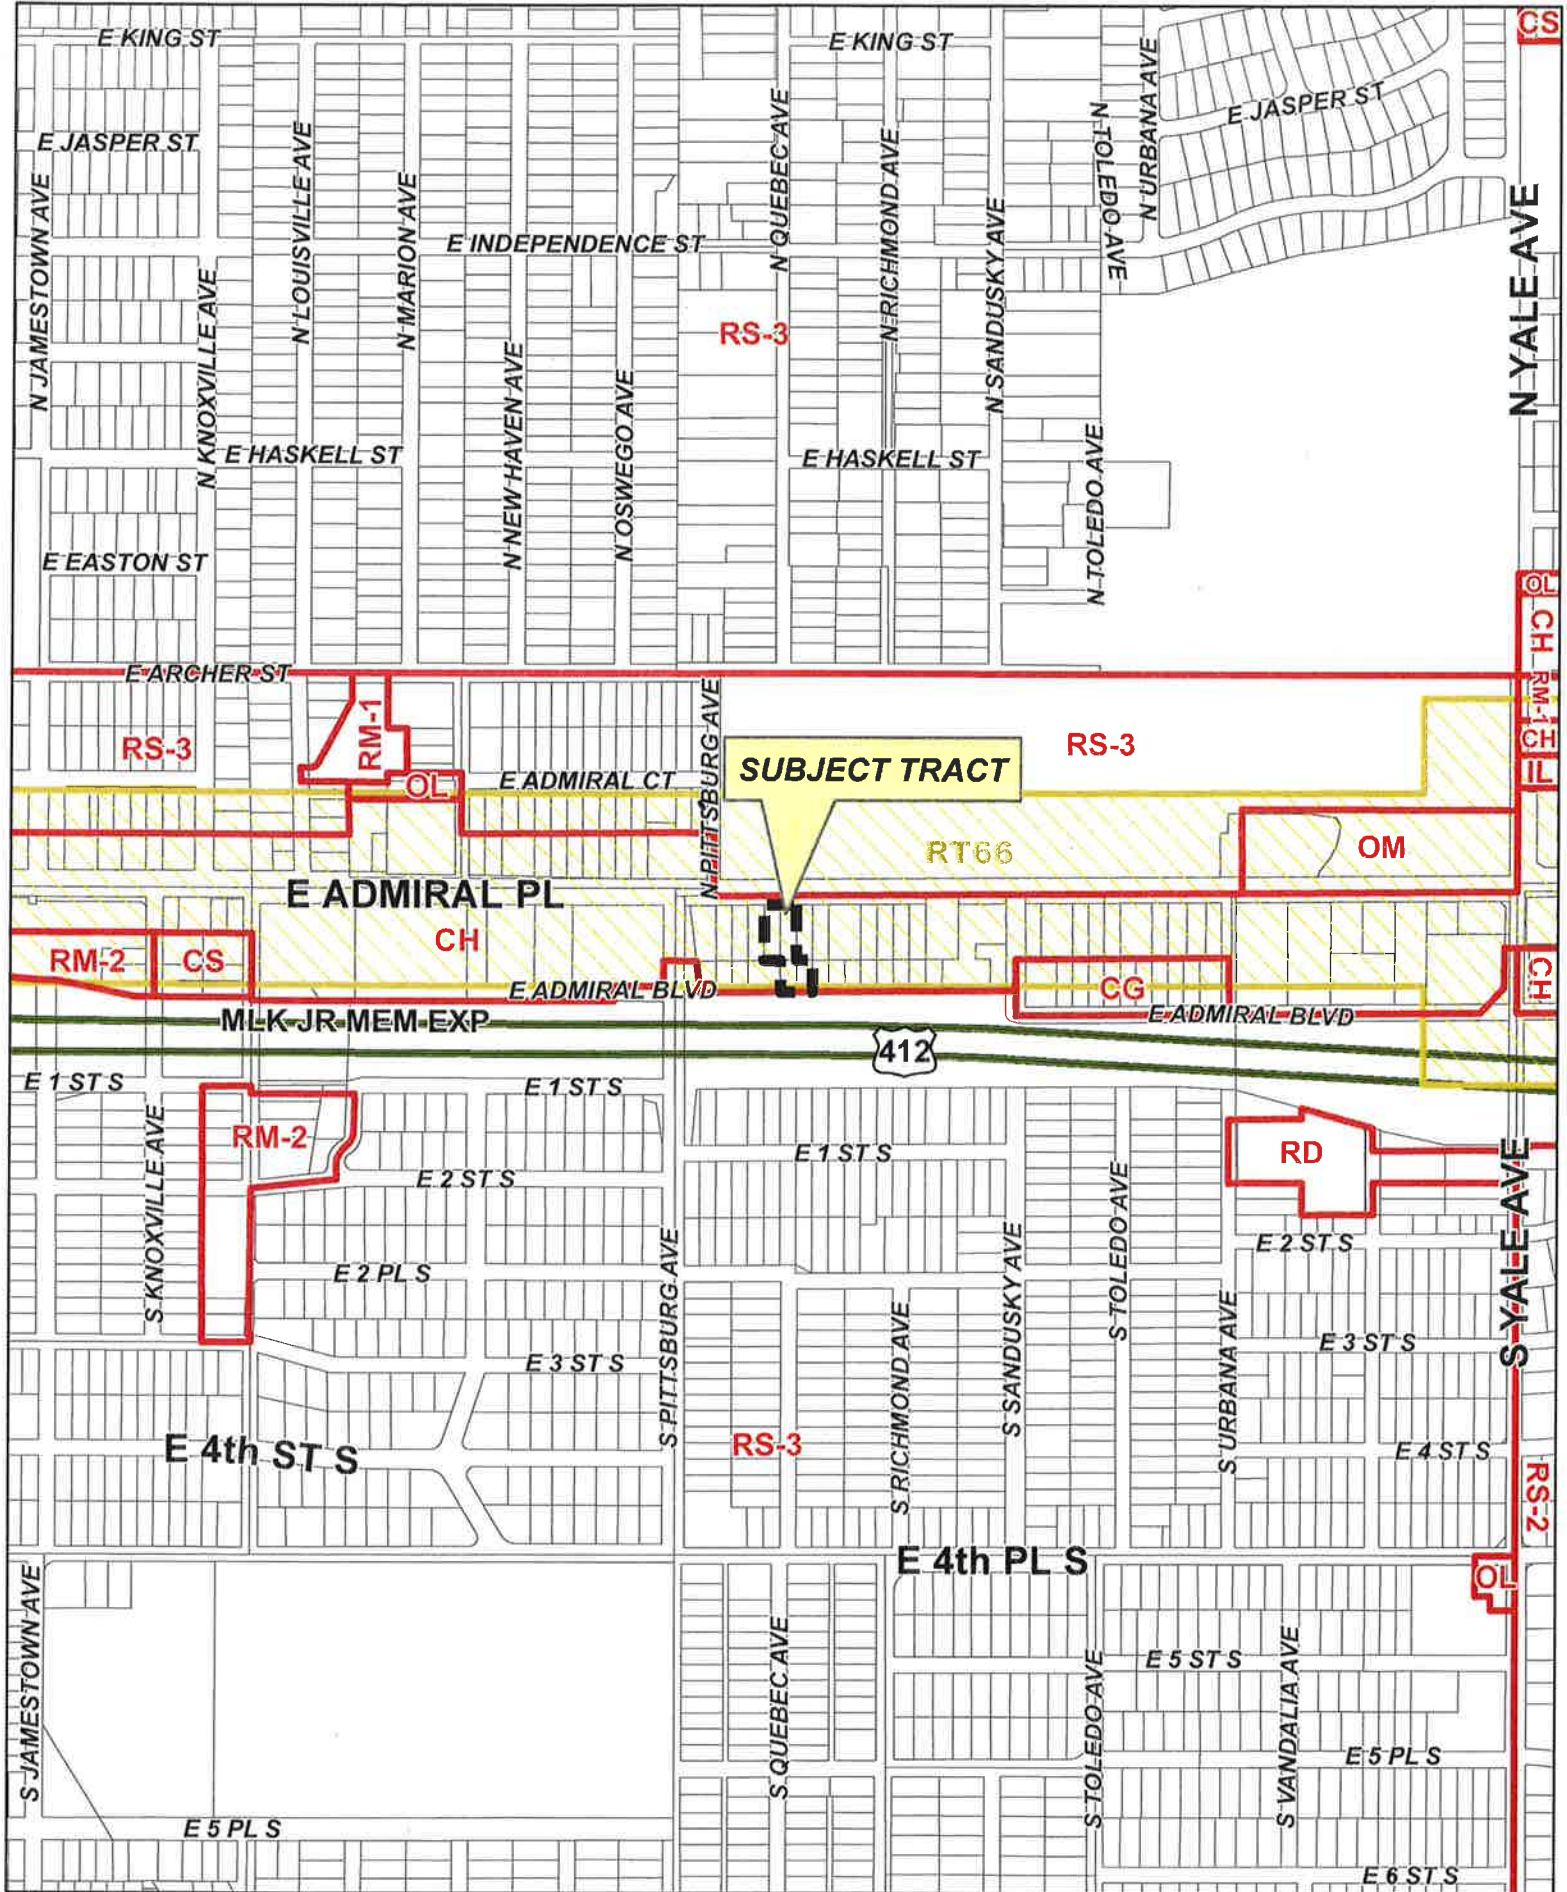 E KING ST
E KING ST
CS
N URBANA AVE
E JASPER ST
E JASPER ST
N JAMESTOWN AVE
N LOUISVILLE AVE
N MARION AVE
N QUEBEC AVE
N RICHMOND AVE
N SANDUSKY AVE
N TOLEDO AVE
N YALE AVE
E INDEPENDENCE ST
N KNOXVILLE AVE
RS-3
N NEW HAVEN AVE
N OSWEGO AVE
E HASKELL ST
E HASKELL ST
N TOLEDO AVE
E EASTON ST
OL
CH
E ARCHER ST
RM-1
RM-1
N PITTSBURG AVE
RS-3
RS-3
CH
SUBJECT TRACT
IL
OL
E ADMIRAL CT
RT66
OM
E ADMIRAL PL
CH
RM-2
CS
CH
CG
E ADMIRAL BLVD
E ADMIRAL BLVD
MLK JR MEM EXP
412
E 1 ST S
E 1 ST S
S KNOXVILLE AVE
RM-2
E 1 ST S
RD
S YALE AVE
E 2 ST S
S TOLEDO AVE
E 2 ST S
S PITTSBURG AVE
S SANDUSKY AVE
E 2 PL S
S URBANA AVE
S RICHMOND AVE
E 3 ST S
E 3 ST S
RS-3
E 4th ST S
E 4 ST S
RS-2
E 4th PL S
OL
S JAMESTOWN AVE
S QUEBEC AVE
S TOLEDO AVE
E 5 ST S
S VANDALIA AVE
E 5 PL S
E 5 PL S
E 6 ST S